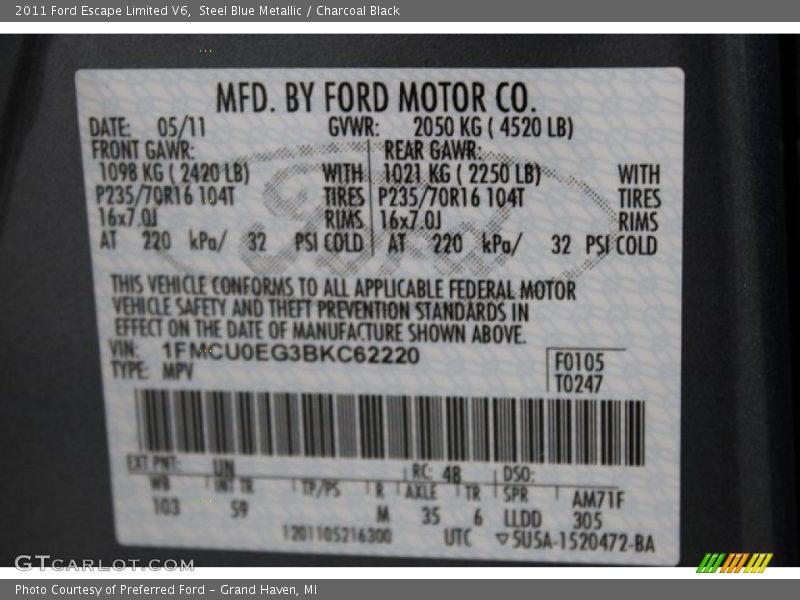 2011 Ford Escape Limited V6, Steel Blue Metallic / Charcoal Black
MFD. BY FORD MOTOR CO.
DATE: 05/11 GVWR: 2050 KG ( 4520 LB)
FRONT GAWR: REAR GAWR:
1098 KG ( 2420 LB) WITH 1021 KG ( 2250 LB) WITH
P235/70R16 104T TIRES P235/70R16 104T TIRES
16x7.0J RIMS 16x7.0J RIMS
AT 220 kPa/ 32 PSI COLD AT 220 kPa/ 32 PSI COLD
Ford
THIS VEHICLE CONFORMS TO ALL APPLICABLE FEDERAL MOTOR
VEHICLE SAFETY AND THEFT PREVENTION STANDARDS IN
EFFECT ON THE DATE OF MANUFACTURE SHOWN ABOVE.
VIN: 1FMCU0EG3BKC62220
TYPE: MPV
F0105
T0247
EXT PNT: UN RC: 48 DSO:
WB INT TR TP/PS R AXLE TR SPR AM71F
103 59 M 35 6 LLDD 305
1201105216300 UTC ▽5U5A-1520472-BA
GTCarLot.com
Photo Courtesy of Preferred Ford – Grand Haven, MI